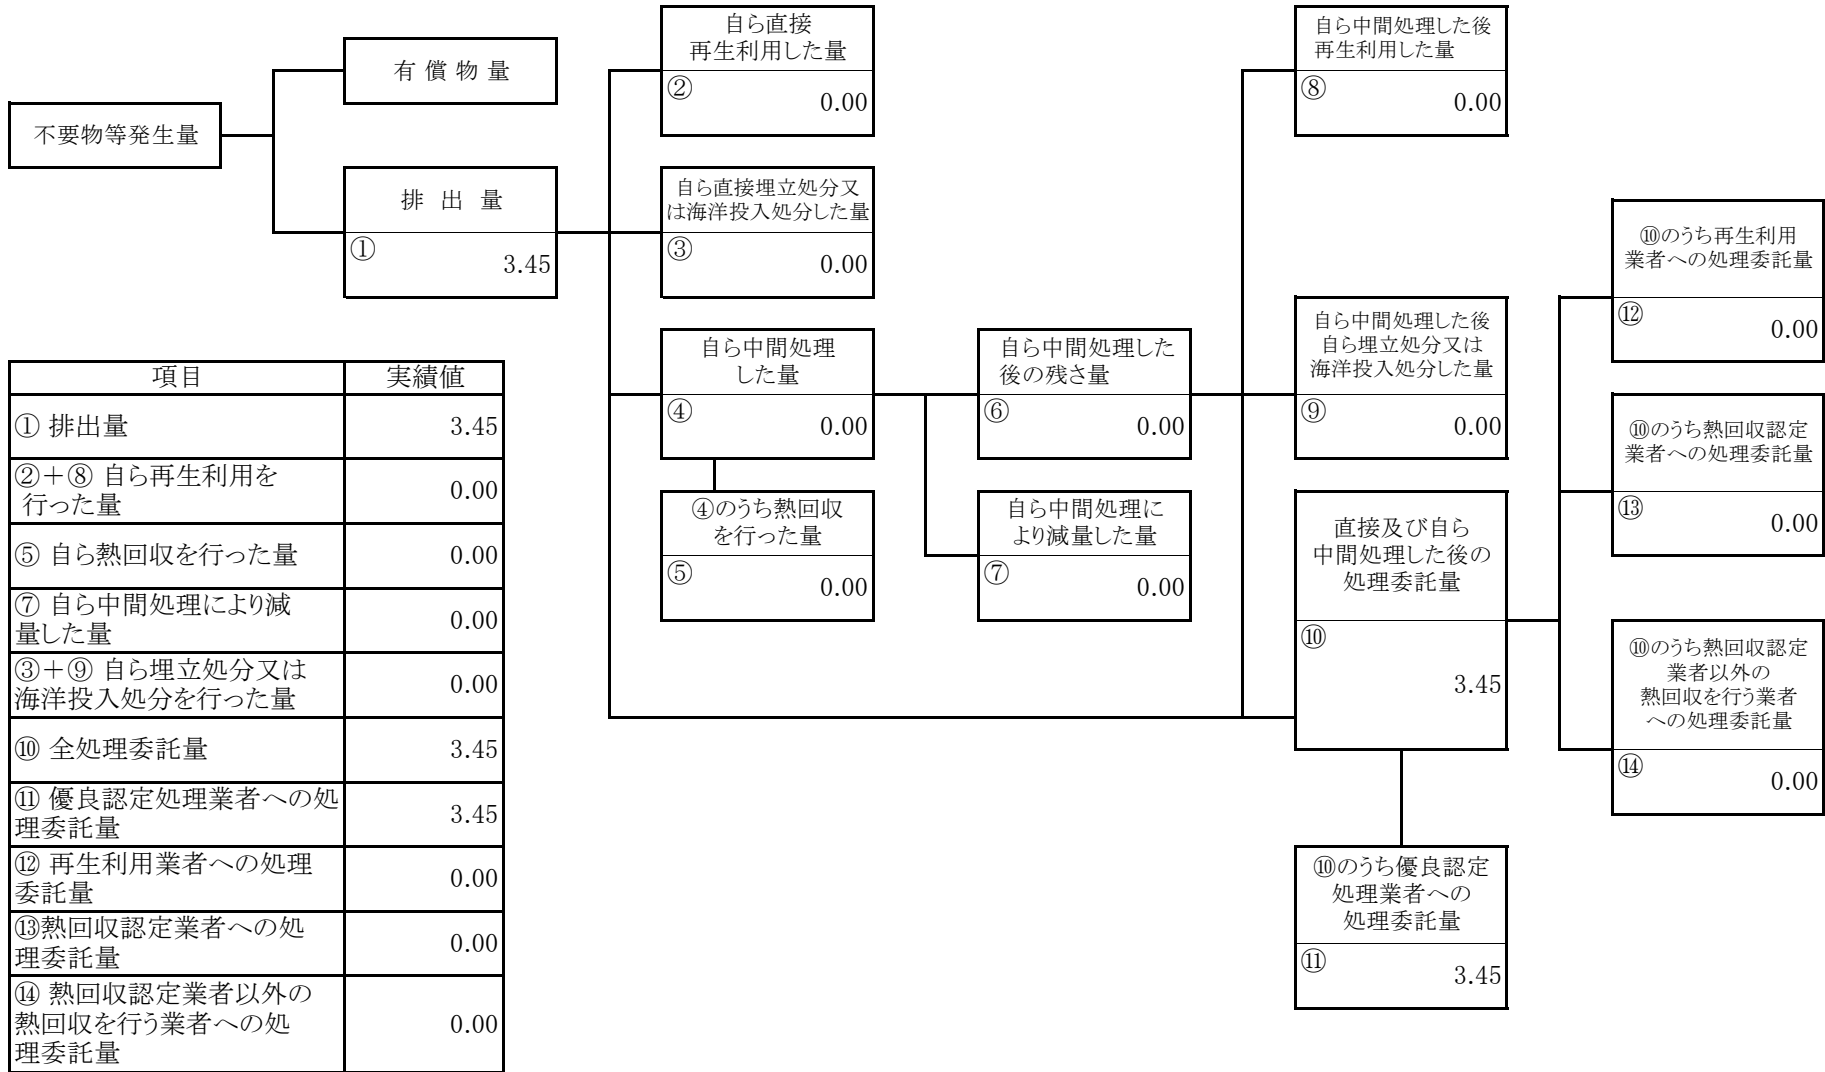 不要物等発生量
有 償 物 量
排 出 量
①
3.45
自ら直接
再生利用した量
②
0.00
自ら直接埋立処分又
は海洋投入処分した量
③
0.00
自ら中間処理
した量
④
0.00
④のうち熱回収
を行った量
⑤
0.00
自ら中間処理した
後の残さ量
⑥
0.00
自ら中間処理に
より減量した量
⑦
0.00
自ら中間処理した後
再生利用した量
⑧
0.00
自ら中間処理した後
自ら埋立処分又は
海洋投入処分した量
⑨
0.00
直接及び自ら
中間処理した後の
処理委託量
⑩
3.45
⑩のうち優良認定
処理業者への
処理委託量
⑪
3.45
⑩のうち再生利用
業者への処理委託量
⑫
0.00
⑩のうち熱回収認定
業者への処理委託量
⑬
0.00
⑩のうち熱回収認定
業者以外の
熱回収を行う業者
への処理委託量
⑭
0.00
項目 実績値
① 排出量 3.45
②+⑧ 自ら再生利用を
行った量 0.00
⑤ 自ら熱回収を行った量 0.00
⑦ 自ら中間処理により減
量した量 0.00
③+⑨ 自ら埋立処分又は
海洋投入処分を行った量 0.00
⑩ 全処理委託量 3.45
⑪ 優良認定処理業者への処
理委託量 3.45
⑫ 再生利用業者への処理
委託量 0.00
⑬熱回収認定業者への処
理委託量 0.00
⑭ 熱回収認定業者以外の
熱回収を行う業者への処
理委託量 0.00